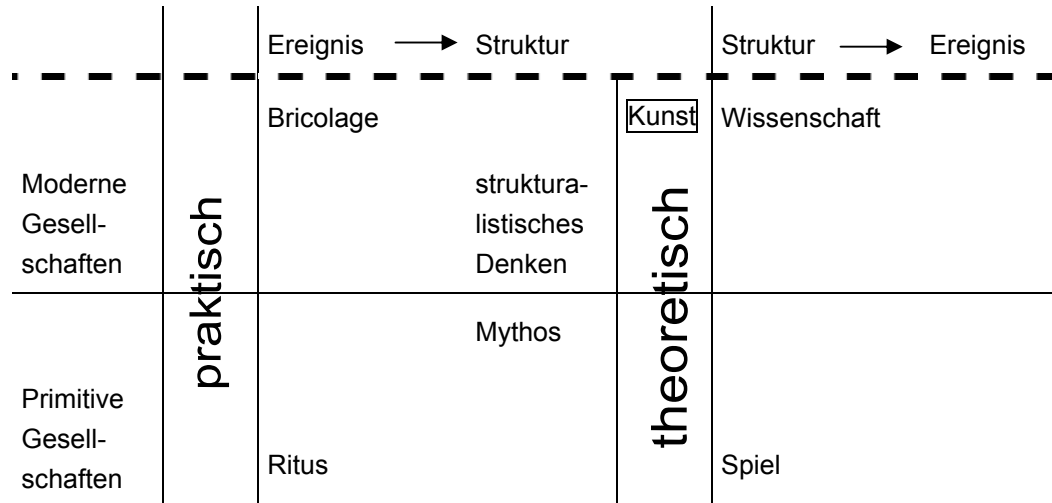 Ereignis → Struktur
Struktur → Ereignis
Bricolage
Kunst
Wissenschaft
Moderne
Gesell-
schaften
praktisch
struktura-
listisches
Denken
theoretisch
Mythos
Primitive
Gesell-
schaften
Ritus
Spiel